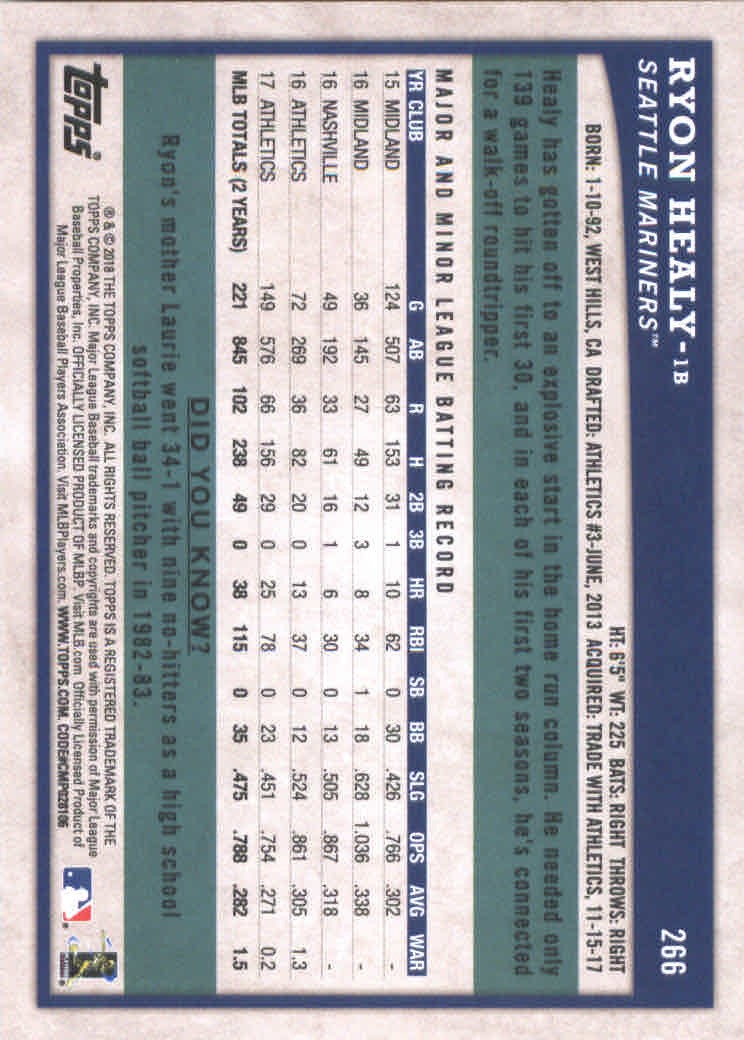 RYON HEALY-1B
266
SEATTLE MARINERS™
HT: 6'5" WT: 225 BATS: RIGHT THROWS: RIGHT
BORN: 1-10-92, WEST HILLS, CA DRAFTED: ATHLETICS #3-JUNE, 2013 ACQUIRED: TRADE WITH ATHLETICS, 11-15-17
Healy has gotten off to an explosive start in the home run column. He needed only
139 games to hit his first 30, and in each of his first two seasons, he's connected
for a walk-off roundtripper.
MAJOR AND MINOR LEAGUE BATTING RECORD
YR CLUB G AB R H 2B 3B HR RBI SB BB SLG OPS AVG WAR
15 MIDLAND 124 507 63 153 31 1 10 62 0 30 .426 .766 .302 -
16 MIDLAND 36 145 27 49 12 3 8 34 1 18 .628 1.036 .338 -
16 NASHVILLE 49 192 33 61 16 1 6 30 0 13 .505 .867 .318 -
16 ATHLETICS 72 269 36 82 20 0 13 37 0 12 .524 .861 .305 1.3
17 ATHLETICS 149 576 66 156 29 0 25 78 0 23 .451 .754 .271 0.2
MLB TOTALS (2 YEARS) 221 845 102 238 49 0 38 115 0 35 .475 .788 .282 1.5
DID YOU KNOW?
Ryon's mother Laurie went 34-1 with nine no-hitters as a high school
softball ball pitcher in 1982-83.
topps®
® & © 2018 THE TOPPS COMPANY, INC. ALL RIGHTS RESERVED. TOPPS IS A REGISTERED TRADEMARK OF THE
TOPPS COMPANY, INC. Major League Baseball trademarks and copyrights are used with permission of Major League
Baseball Properties, Inc. OFFICIALLY LICENSED PRODUCT OF MLBP. Visit MLB.com Officially Licensed Product of
Major League Baseball Players Association. Visit MLBPlayers.com. WWW.TOPPS.COM. CODE#CMP028106